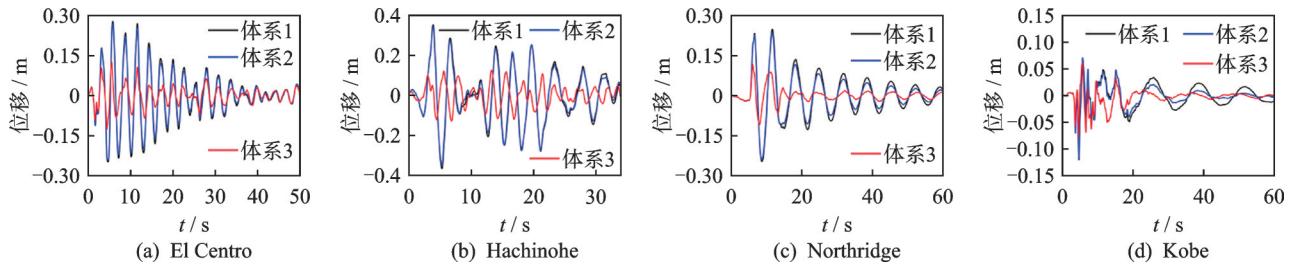 0.30
0.15
0
−0.15
−0.30
位移 / m
体系1
体系2
体系3
0 10 20 30 40 50
t / s
(a) El Centro
0.4
0.2
0
−0.2
−0.4
位移 / m
体系1 体系2
体系3
0 10 20 30
t / s
(b) Hachinohe
0.30
0.15
0
−0.15
−0.30
位移 / m
体系1
体系2
体系3
0 10 20 30 40 50 60
t / s
(c) Northridge
0.15
0.10
0.05
0.00
−0.05
−0.10
−0.15
位移 / m
体系1 体系2
体系3
0 20 40 60
t / s
(d) Kobe